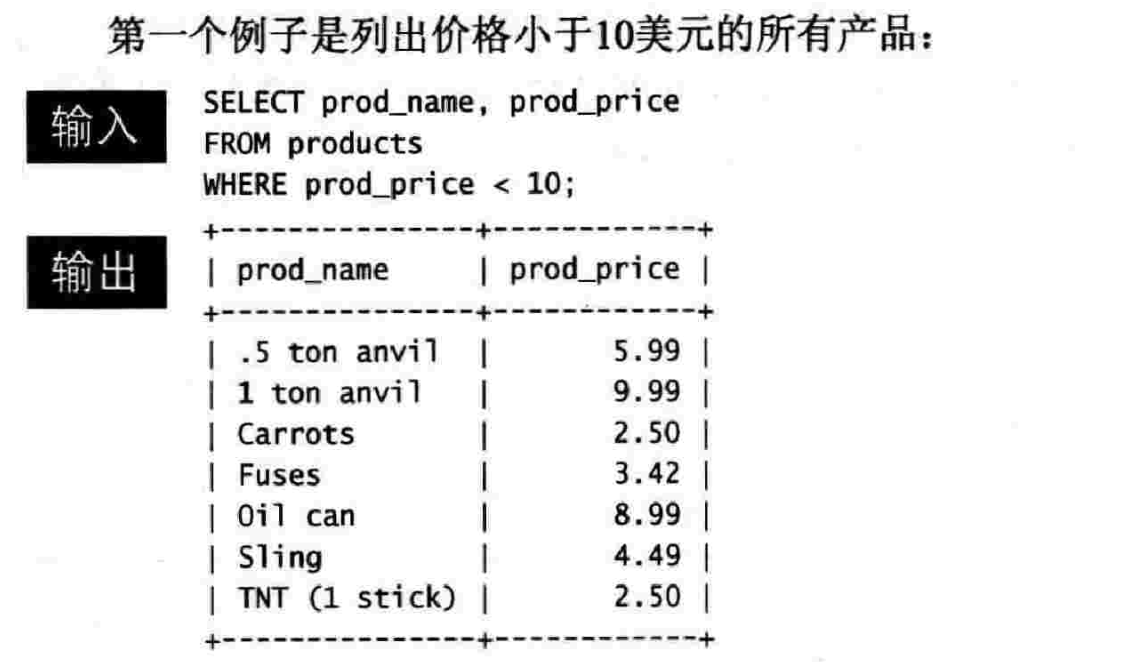 第一个例子是列出价格小于10美元的所有产品：
输入
SELECT prod_name, prod_price
FROM products
WHERE prod_price < 10;
输出
+---------------+------------+
| prod_name     | prod_price |
+---------------+------------+
| .5 ton anvil  |       5.99 |
| 1 ton anvil   |       9.99 |
| Carrots       |       2.50 |
| Fuses         |       3.42 |
| Oil can       |       8.99 |
| Sling         |       4.49 |
| TNT (1 stick) |       2.50 |
+---------------+------------+